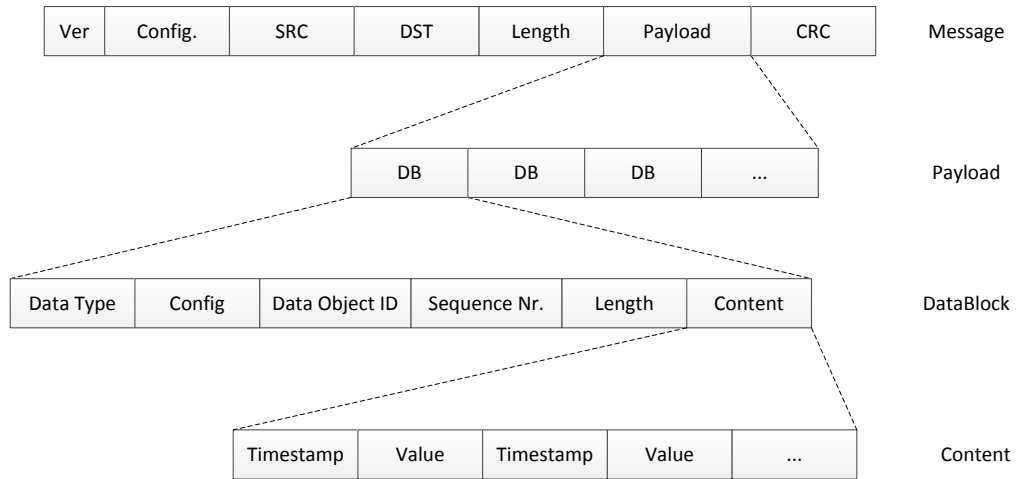 Ver Config. SRC DST Length Payload CRC Message
DB DB DB ... Payload
Data Type Config Data Object ID Sequence Nr. Length Content DataBlock
Timestamp Value Timestamp Value ... Content